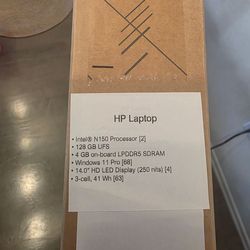 HP Laptop
• Intel® N150 Processor [2]
• 128 GB UFS
• 4 GB on-board LPDDR5 SDRAM
• Windows 11 Pro [68]
• 14.0" HD LED Display (250 nits) [4]
• 3-cell, 41 Wh [63]